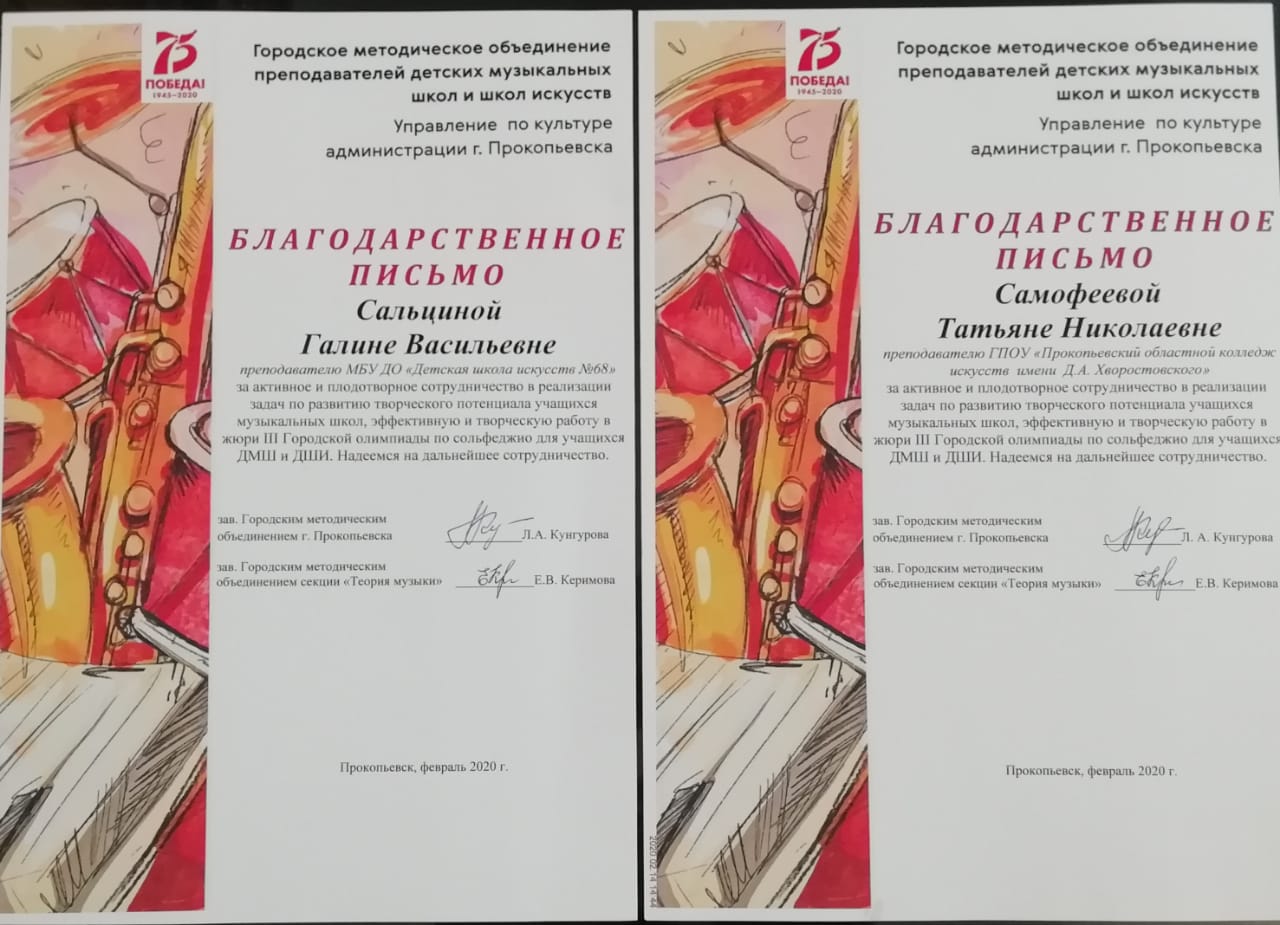 75
ПОБЕДА!
1945–2020
Городское методическое объединение
преподавателей детских музыкальных
школ и школ искусств
Управление по культуре
администрации г. Прокопьевска
БЛАГОДАРСТВЕННОЕ
ПИСЬМО
Сальциной
Галине Васильевне
преподавателю МБУ ДО «Детская школа искусств №68»
за активное и плодотворное сотрудничество в реализации
задач по развитию творческого потенциала учащихся
музыкальных школ, эффективную и творческую работу в
жюри III Городской олимпиады по сольфеджио для учащихся
ДМШ и ДШИ. Надеемся на дальнейшее сотрудничество.
зав. Городским методическим
объединением г. Прокопьевска Л.А. Кунгурова
зав. Городским методическим
объединением секции «Теория музыки» Е.В. Керимова
Прокопьевск, февраль 2020 г.
75
ПОБЕДА!
1945–2020
Городское методическое объединение
преподавателей детских музыкальных
школ и школ искусств
Управление по культуре
администрации г. Прокопьевска
БЛАГОДАРСТВЕННОЕ
ПИСЬМО
Самофеевой
Татьяне Николаевне
преподавателю ГПОУ «Прокопьевский областной колледж
искусств имени Д.А. Хворостовского»
за активное и плодотворное сотрудничество в реализации
задач по развитию творческого потенциала учащихся
музыкальных школ, эффективную и творческую работу в
жюри III Городской олимпиады по сольфеджио для учащихся
ДМШ и ДШИ. Надеемся на дальнейшее сотрудничество.
зав. Городским методическим
объединением г. Прокопьевска Л. А. Кунгурова
зав. Городским методическим
объединением секции «Теория музыки» Е.В. Керимова
Прокопьевск, февраль 2020 г.
2020 02 14 14:44